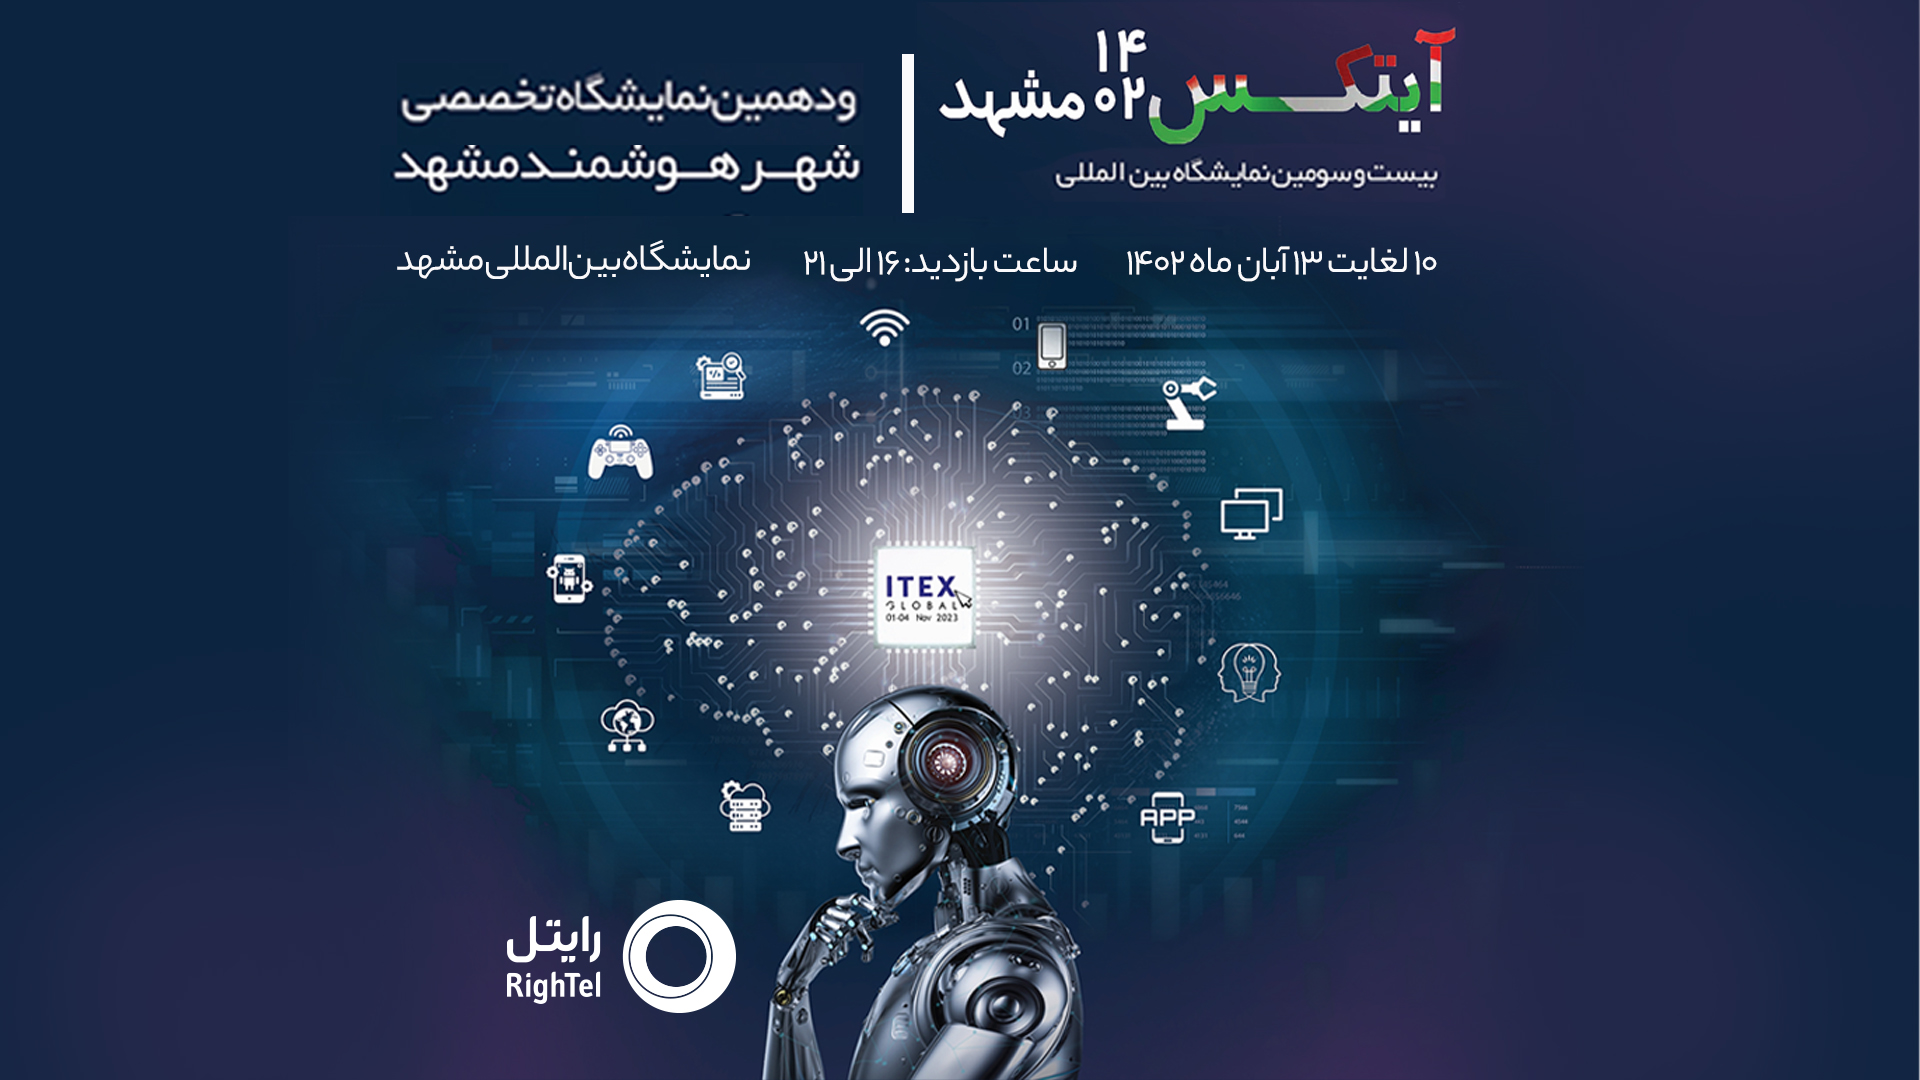 آیتکس ۱۴۰۲ مشهد
بیست و سومین نمایشگاه بین المللی
ودهمین نمایشگاه تخصصی
شهر هوشمند مشهد
۱۰ لغایت ۱۳ آبان ماه ۱۴۰۲
ساعت بازدید: ۱۶ الی ۲۱
نمایشگاه بین المللی مشهد
01
02
03
ITEX
GLOBAL
01-04 Nov 2023
APP
رایتل
RighTel